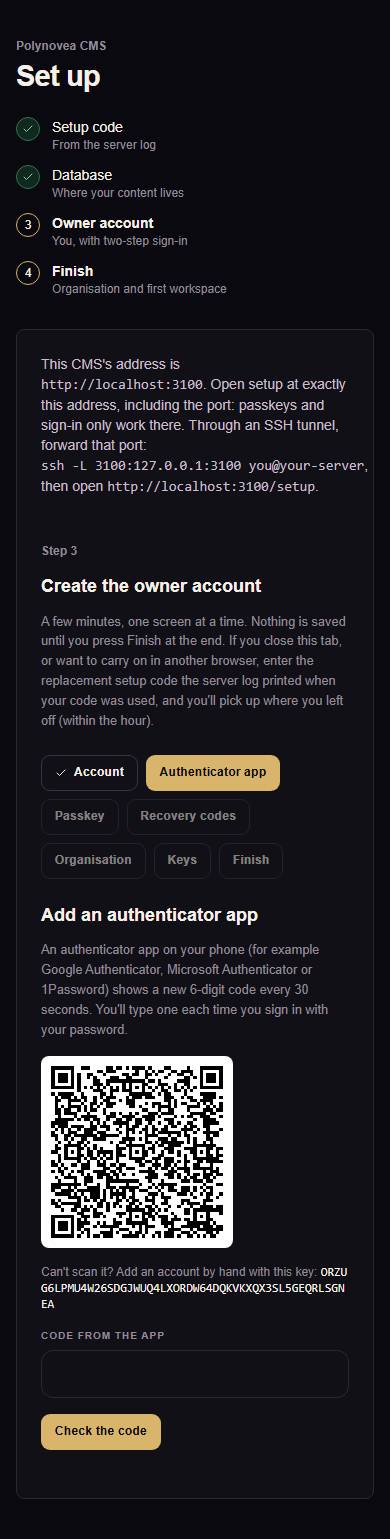 Polynovea CMS
Set up
Setup code
From the server log
Database
Where your content lives
3
Owner account
You, with two-step sign-in
4
Finish
Organisation and first workspace
This CMS's address is
http://localhost:3100. Open setup at exactly
this address, including the port: passkeys and
sign-in only work there. Through an SSH tunnel,
forward that port:
ssh -L 3100:127.0.0.1:3100 you@your-server,
then open http://localhost:3100/setup.
Step 3
Create the owner account
A few minutes, one screen at a time. Nothing is saved
until you press Finish at the end. If you close this tab,
or want to carry on in another browser, enter the
replacement setup code the server log printed when
your code was used, and you'll pick up where you left
off (within the hour).
Account
Authenticator app
Passkey
Recovery codes
Organisation
Keys
Finish
Add an authenticator app
An authenticator app on your phone (for example
Google Authenticator, Microsoft Authenticator or
1Password) shows a new 6-digit code every 30
seconds. You'll type one each time you sign in with
your password.
Can't scan it? Add an account by hand with this key: ORZU
G6LPMU4W26SDGJWUQ4LXORDW64DQKVKXQX3SL5GEQRLSGN
EA
CODE FROM THE APP
Check the code